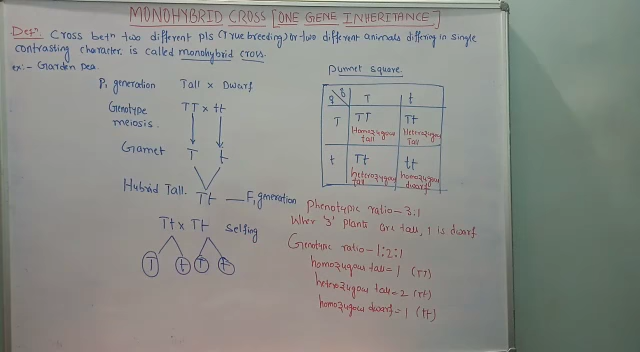 MONOHYBRID CROSS [ONE GENE INHERITANCE]
Defn. Cross betn two different pls (True breeding) or two different animals differing in single
contrasting character, is called monohybrid cross.
ex:- Garden Pea.
P1 generation Tall x Dwarf
Genotype TT x tt
meiosis.
Gamet T t
Hybrid Tall. Tt — F1 generation
Tt x Tt selfing
T t T t
punnet square
T t
T TT Tt
Homozygous tall Heterozygous Tall
t Tt tt
heterozygous tall homozygous dwarf
Phenotypic ratio - 3:1
Wher '3' plants are tall, 1 is dwarf
Genotypic ratio - 1:2:1
homozygous tall = 1 (TT)
heterozygous tall = 2 (Tt)
homozygous dwarf = 1 (tt)